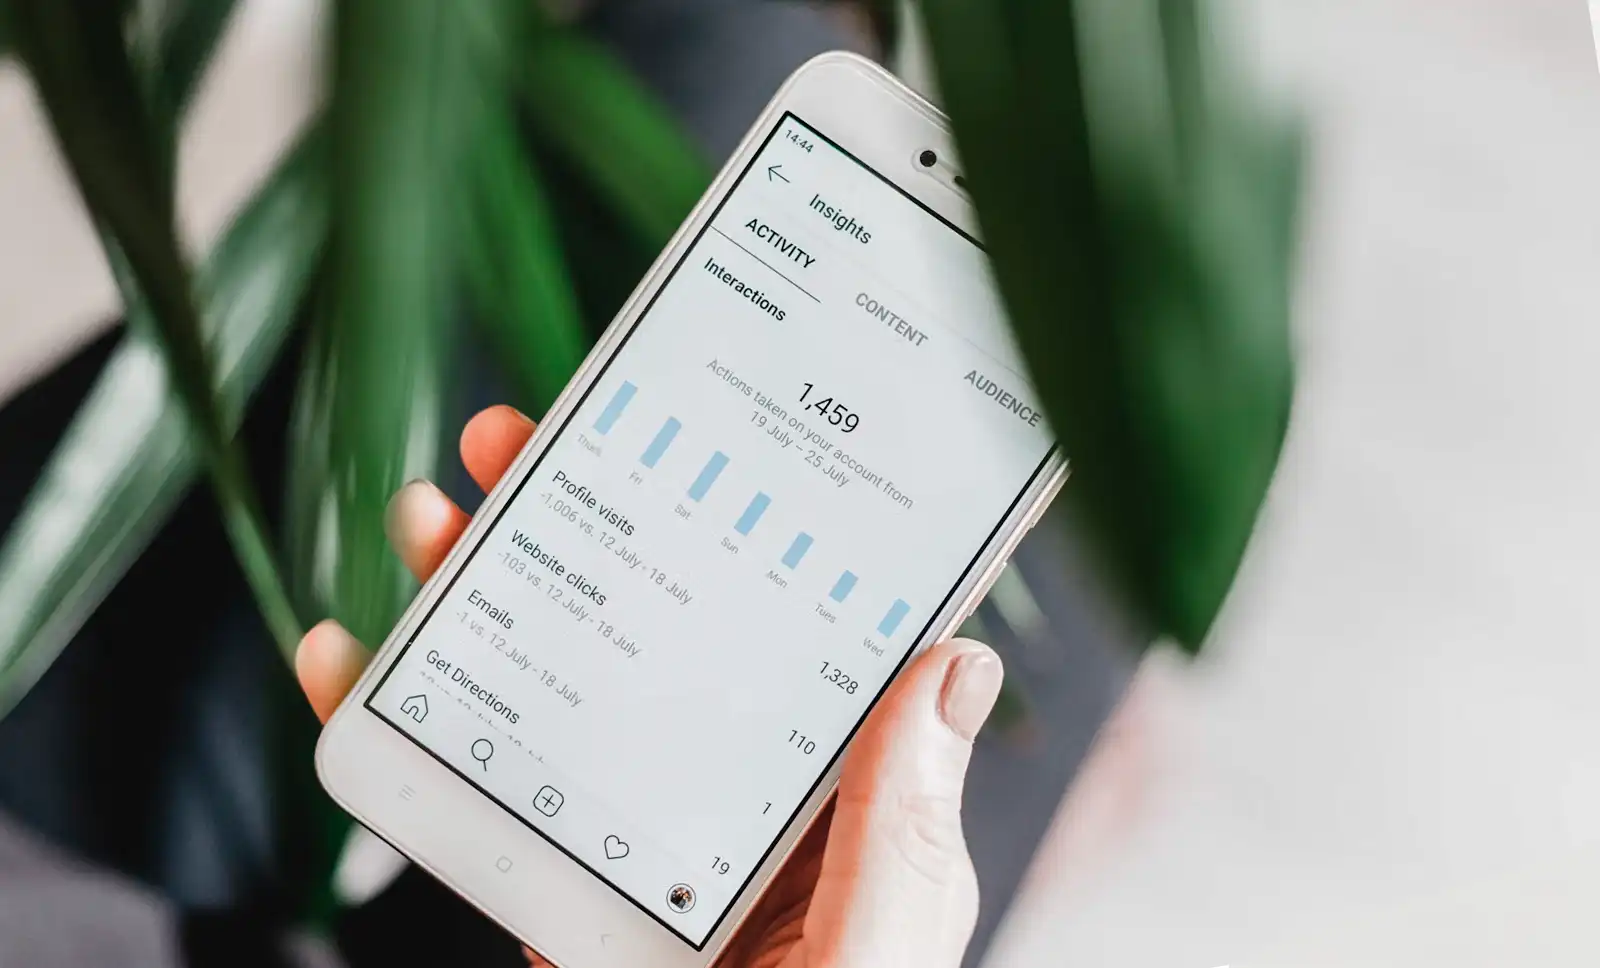 14:44
Insights
ACTIVITY
CONTENT
AUDIENCE
Interactions
1,459
Actions taken on your account from
19 July – 25 July
Thurs
Fri
Sat
Sun
Mon
Tues
Wed
Profile visits
1,328
-1,006 vs. 12 July - 18 July
Website clicks
110
-103 vs. 12 July - 18 July
Emails
1
-1 vs. 12 July - 18 July
Get Directions
19